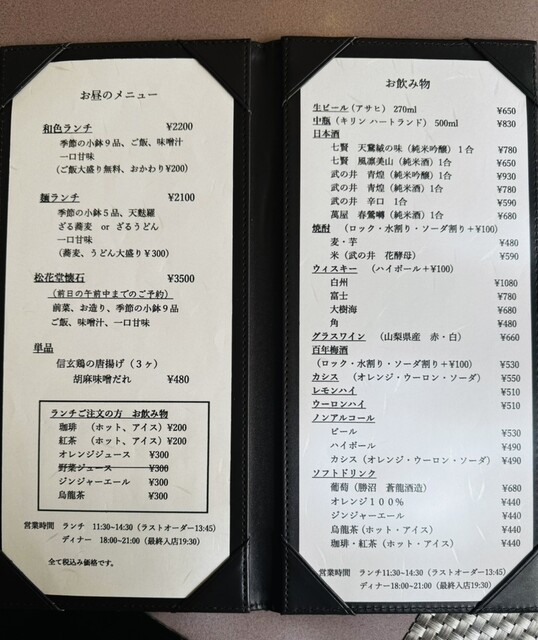 お昼のメニュー
和色ランチ ¥2200
季節の小鉢９品、ご飯、味噌汁
一口甘味
(ご飯大盛り無料、おかわり¥200)
麺ランチ ¥2100
季節の小鉢５品、天麩羅
ざる蕎麦 or ざるうどん
一口甘味
(蕎麦、うどん大盛り¥300)
松花堂懐石 ¥3500
(前日の午前中までのご予約)
前菜、お造り、季節の小鉢９品
ご飯、味噌汁、一口甘味
単品
信玄鶏の唐揚げ（３ヶ）
胡麻味噌だれ ¥480
ランチご注文の方 お飲み物
珈琲 （ホット、アイス）¥200
紅茶 （ホット、アイス）¥200
オレンジジュース ¥300
野菜ジュース ¥300
ジンジャーエール ¥300
烏龍茶 ¥300
営業時間 ランチ 11:30~14:30 (ラストオーダー13:45)
ディナー 18:00~21:00 (最終入店19:30)
全て税込み価格です。
お飲み物
生ビール（アサヒ） 270ml ¥650
中瓶（キリン ハートランド） 500ml ¥830
日本酒
七賢 天鵞絨の味（純米吟醸）１合 ¥780
七賢 風凛美山（純米酒）１合 ¥650
武の井 青煌（純米吟醸）１合 ¥930
武の井 青煌（純米酒）１合 ¥780
武の井 辛口 １合 ¥590
萬屋 春鶯囀（純米酒）１合 ¥680
焼酎 （ロック・水割り・ソーダ割り＋¥100）
麦・芋 ¥480
米（武の井 花酵母） ¥590
ウィスキー （ハイボール＋¥100）
白州 ¥1080
富士 ¥780
大樹海 ¥680
角 ¥480
グラスワイン （山梨県産 赤・白） ¥660
百年梅酒
（ロック・水割り・ソーダ割り＋¥100） ¥530
カシス （オレンジ・ウーロン・ソーダ） ¥550
レモンハイ ¥510
ウーロンハイ ¥510
ノンアルコール
ビール ¥530
ハイボール ¥490
カシス（オレンジ・ウーロン・ソーダ） ¥490
ソフトドリンク
葡萄（勝沼 蒼龍酒造） ¥680
オレンジ１００％ ¥440
ジンジャーエール ¥440
烏龍茶（ホット・アイス） ¥440
珈琲・紅茶（ホット・アイス） ¥440
営業時間 ランチ11:30~14:30 (ラストオーダー13:45)
ディナー18:00~21:00 (最終入店19:30)